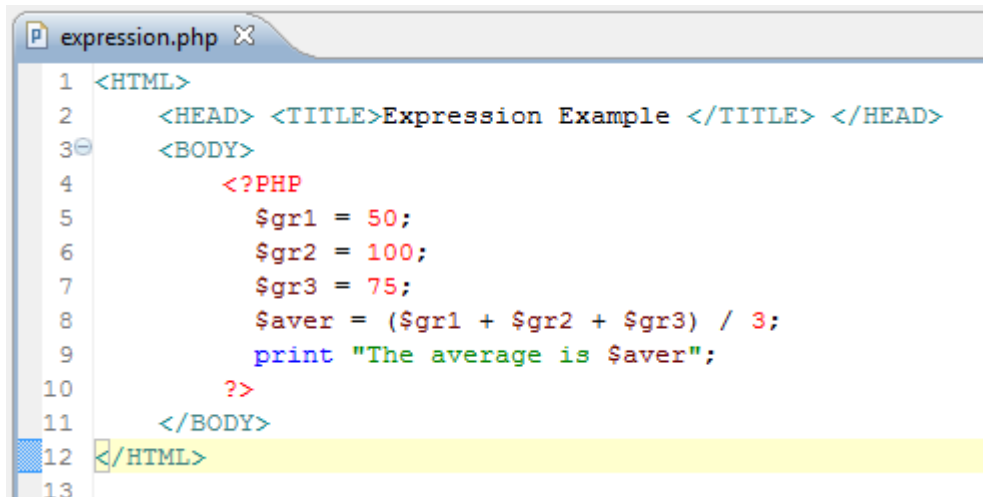 expression.php
1 <HTML>
2 <HEAD> <TITLE>Expression Example </TITLE> </HEAD>
3 <BODY>
4 <?PHP
5 $gr1 = 50;
6 $gr2 = 100;
7 $gr3 = 75;
8 $aver = ($gr1 + $gr2 + $gr3) / 3;
9 print "The average is $aver";
10 ?>
11 </BODY>
12 </HTML>
13